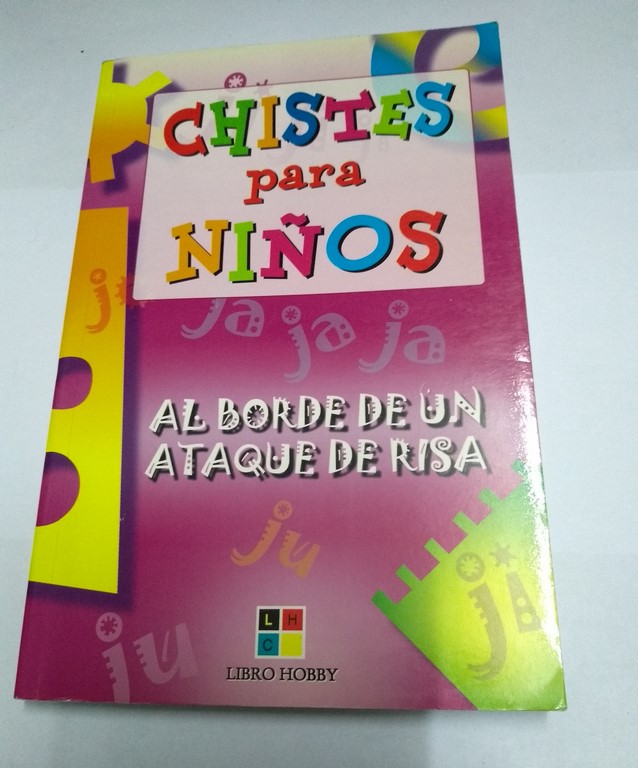 CHISTES
para
NIÑOS
ji
ja ja ja
AL BORDE DE UN
ATAQUE DE RISA
ju
ji
ju
L H
C
LIBRO HOBBY